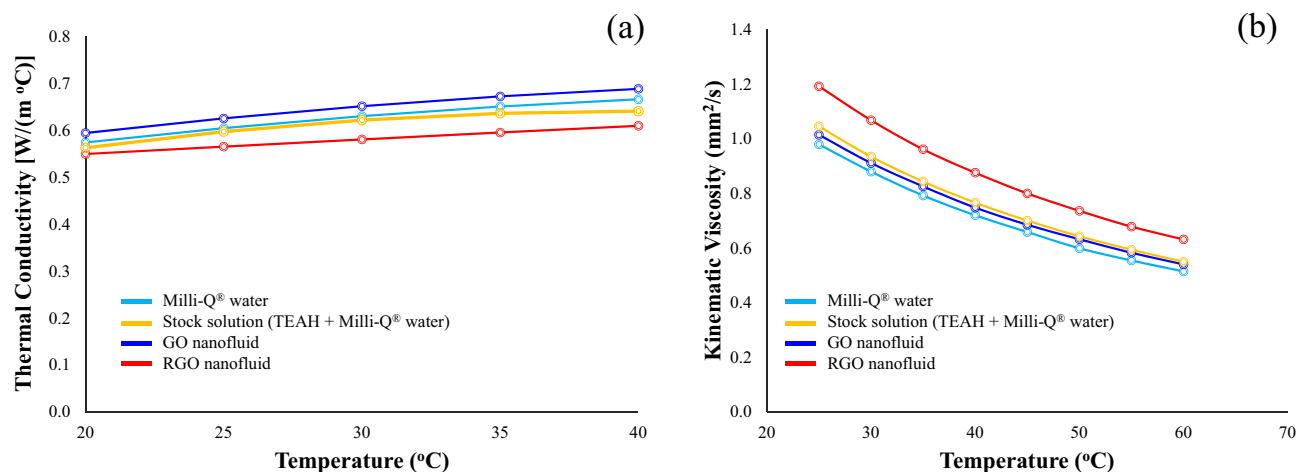 (a)
Thermal Conductivity [W/(m °C)]
0.8
0.7
0.6
0.5
0.4
0.3
0.2
0.1
0.0
Milli-Q® water
Stock solution (TEAH + Milli-Q® water)
GO nanofluid
RGO nanofluid
20 25 30 35 40
Temperature (°C)
(b)
Kinematic Viscosity (mm²/s)
1.4
1.2
1.0
0.8
0.6
0.4
0.2
0.0
Milli-Q® water
Stock solution (TEAH + Milli-Q® water)
GO nanofluid
RGO nanofluid
20 30 40 50 60 70
Temperature (°C)